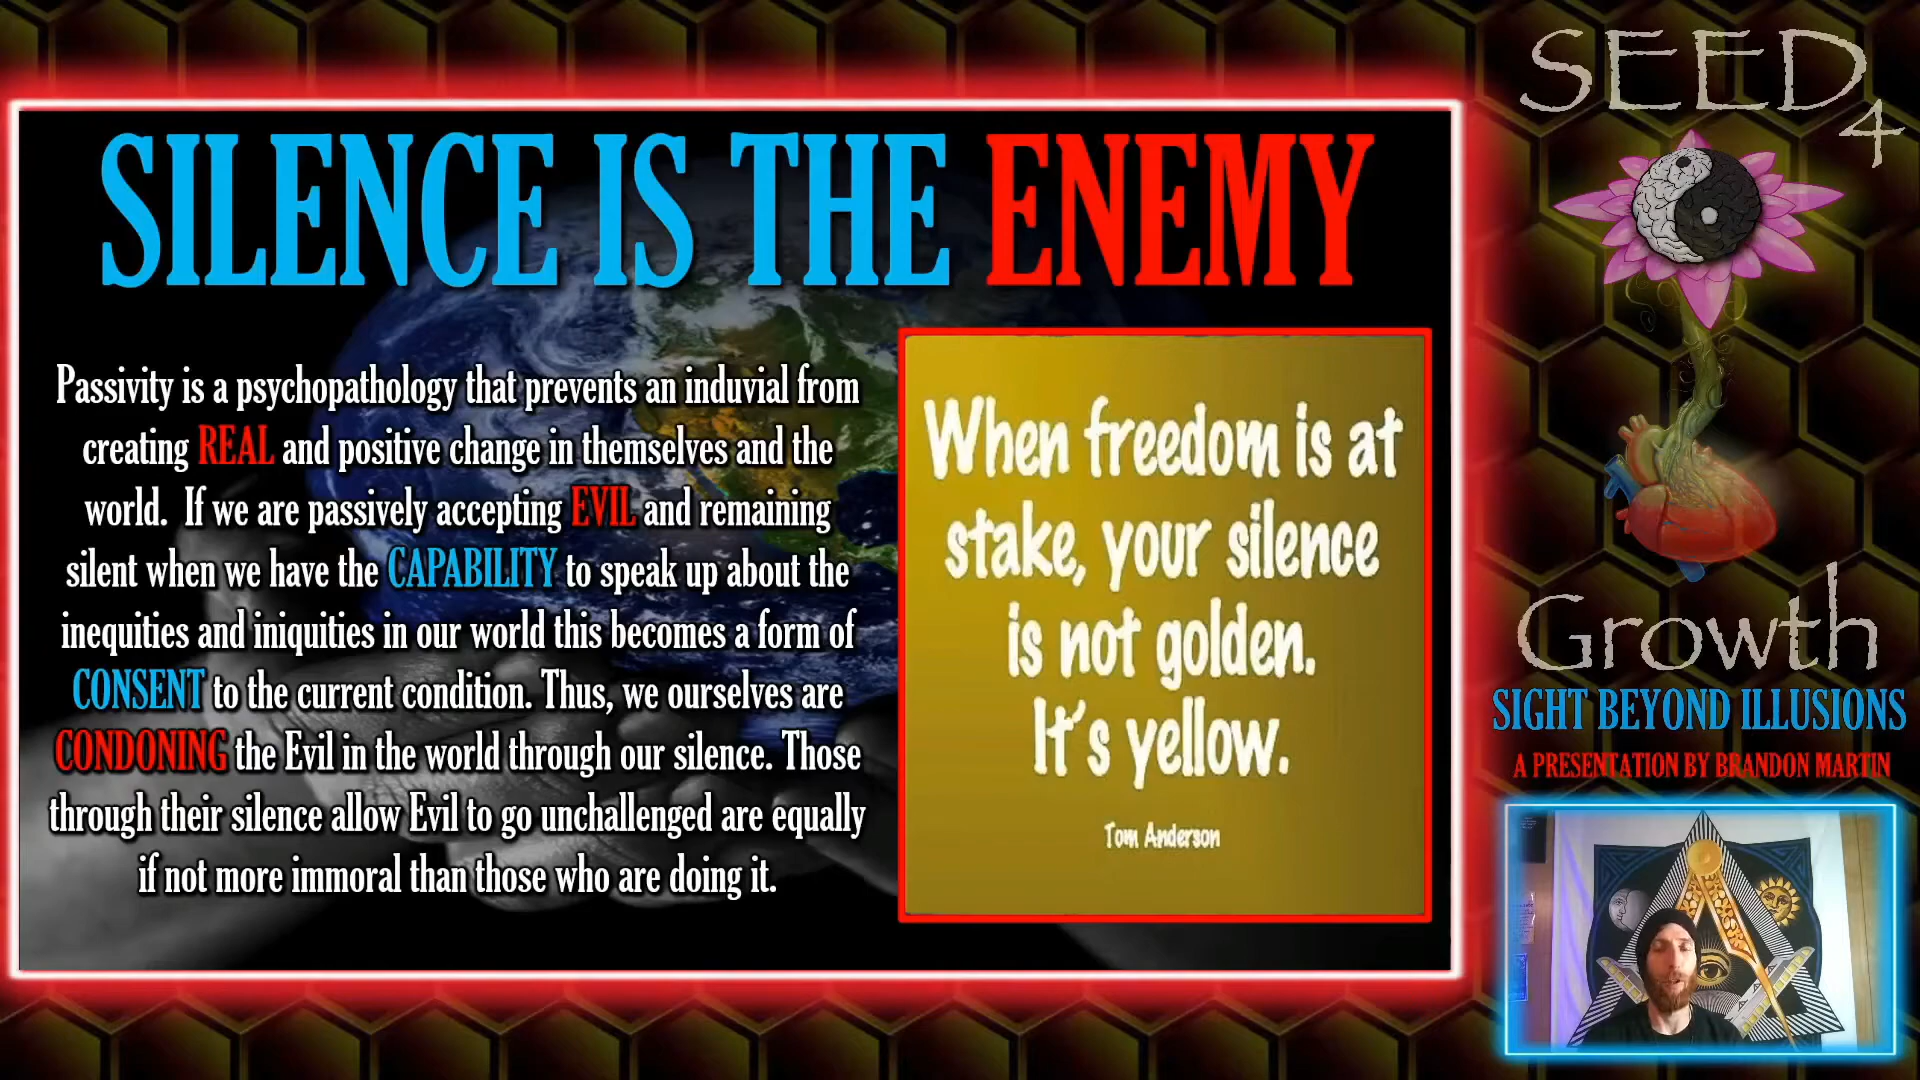 SILENCE IS THE ENEMY
Passivity is a psychopathology that prevents an induvial from
creating REAL and positive change in themselves and the
world.  If we are passively accepting EVIL and remaining
silent when we have the CAPABILITY to speak up about the
inequities and iniquities in our world this becomes a form of
CONSENT to the current condition. Thus, we ourselves are
CONDONING the Evil in the world through our silence. Those
through their silence allow Evil to go unchallenged are equally
if not more immoral than those who are doing it.
When freedom is at
stake, your silence
is not golden.
It's yellow.
Tom Anderson
SEED
4
Growth
SIGHT BEYOND ILLUSIONS
A PRESENTATION BY BRANDON MARTIN